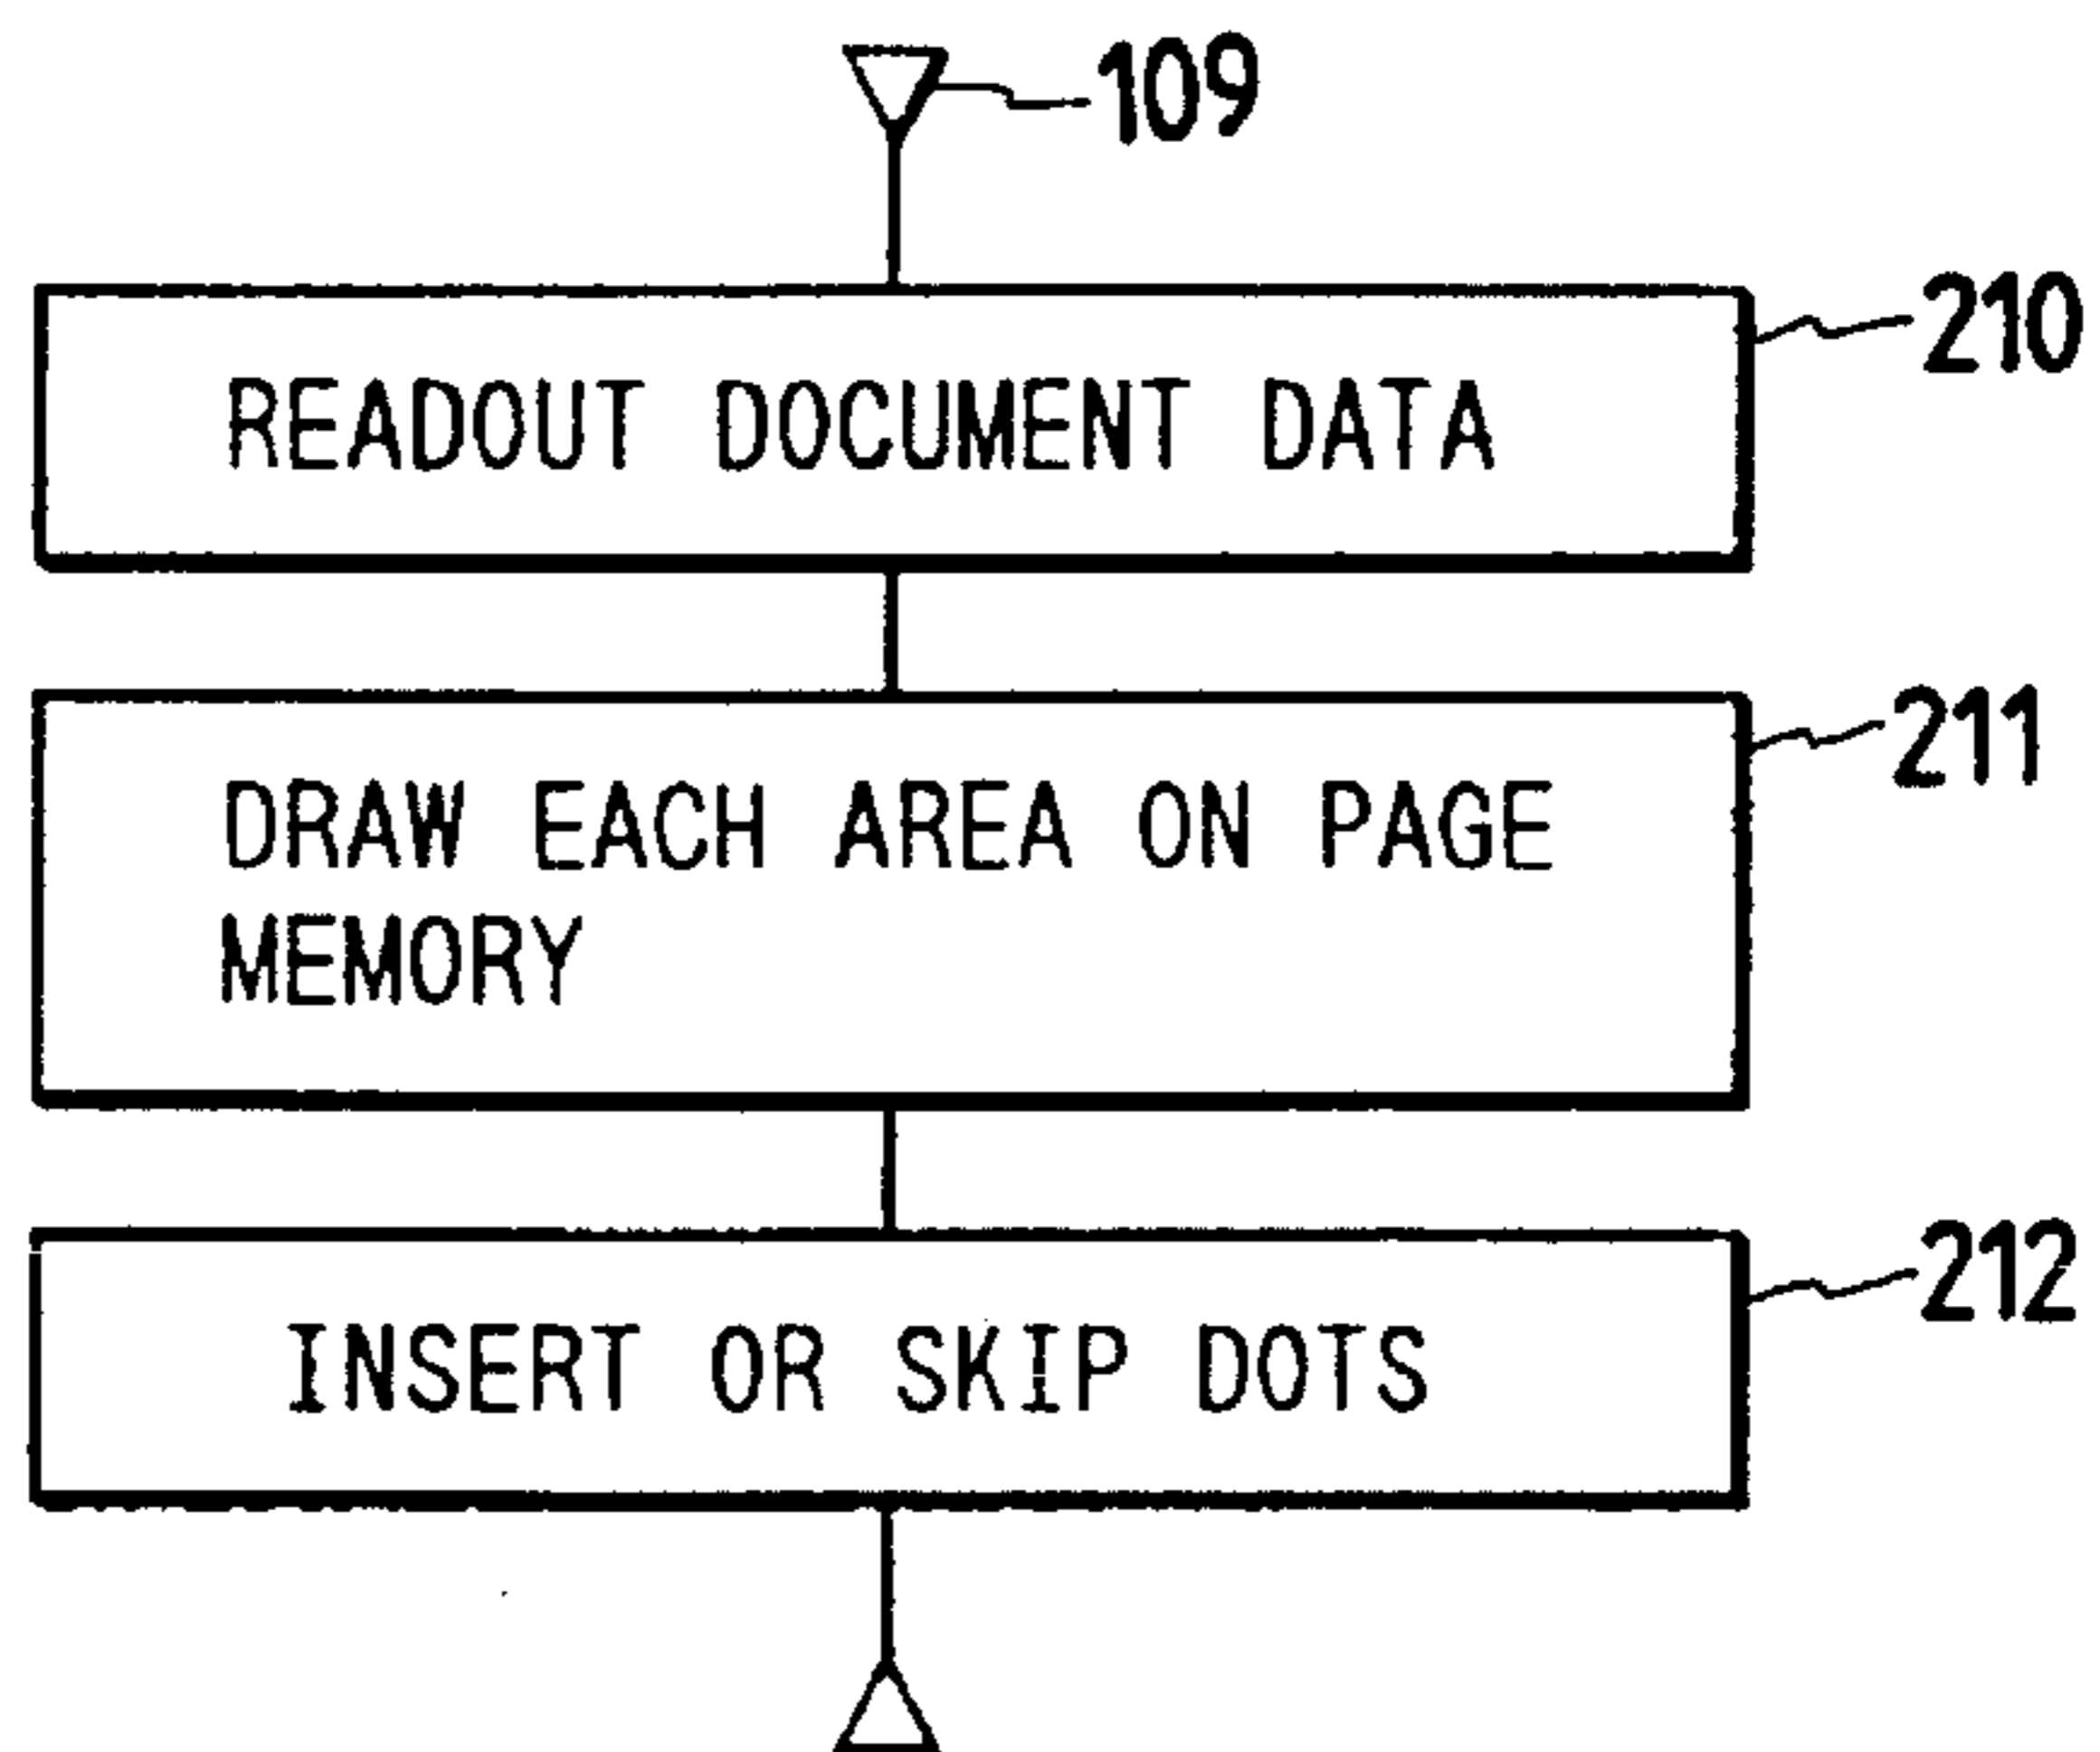 109
210
READOUT DOCUMENT DATA
211
DRAW EACH AREA ON PAGE
MEMORY
212
INSERT OR SKIP DOTS